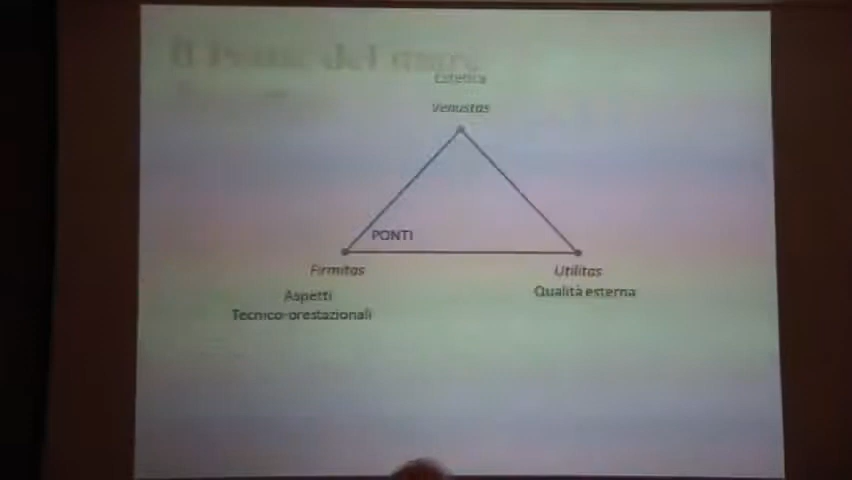 Estetica
Venustas
PONTI
Firmitas
Utilitas
Aspetti
Qualità esterna
Tecnico-prestazionali